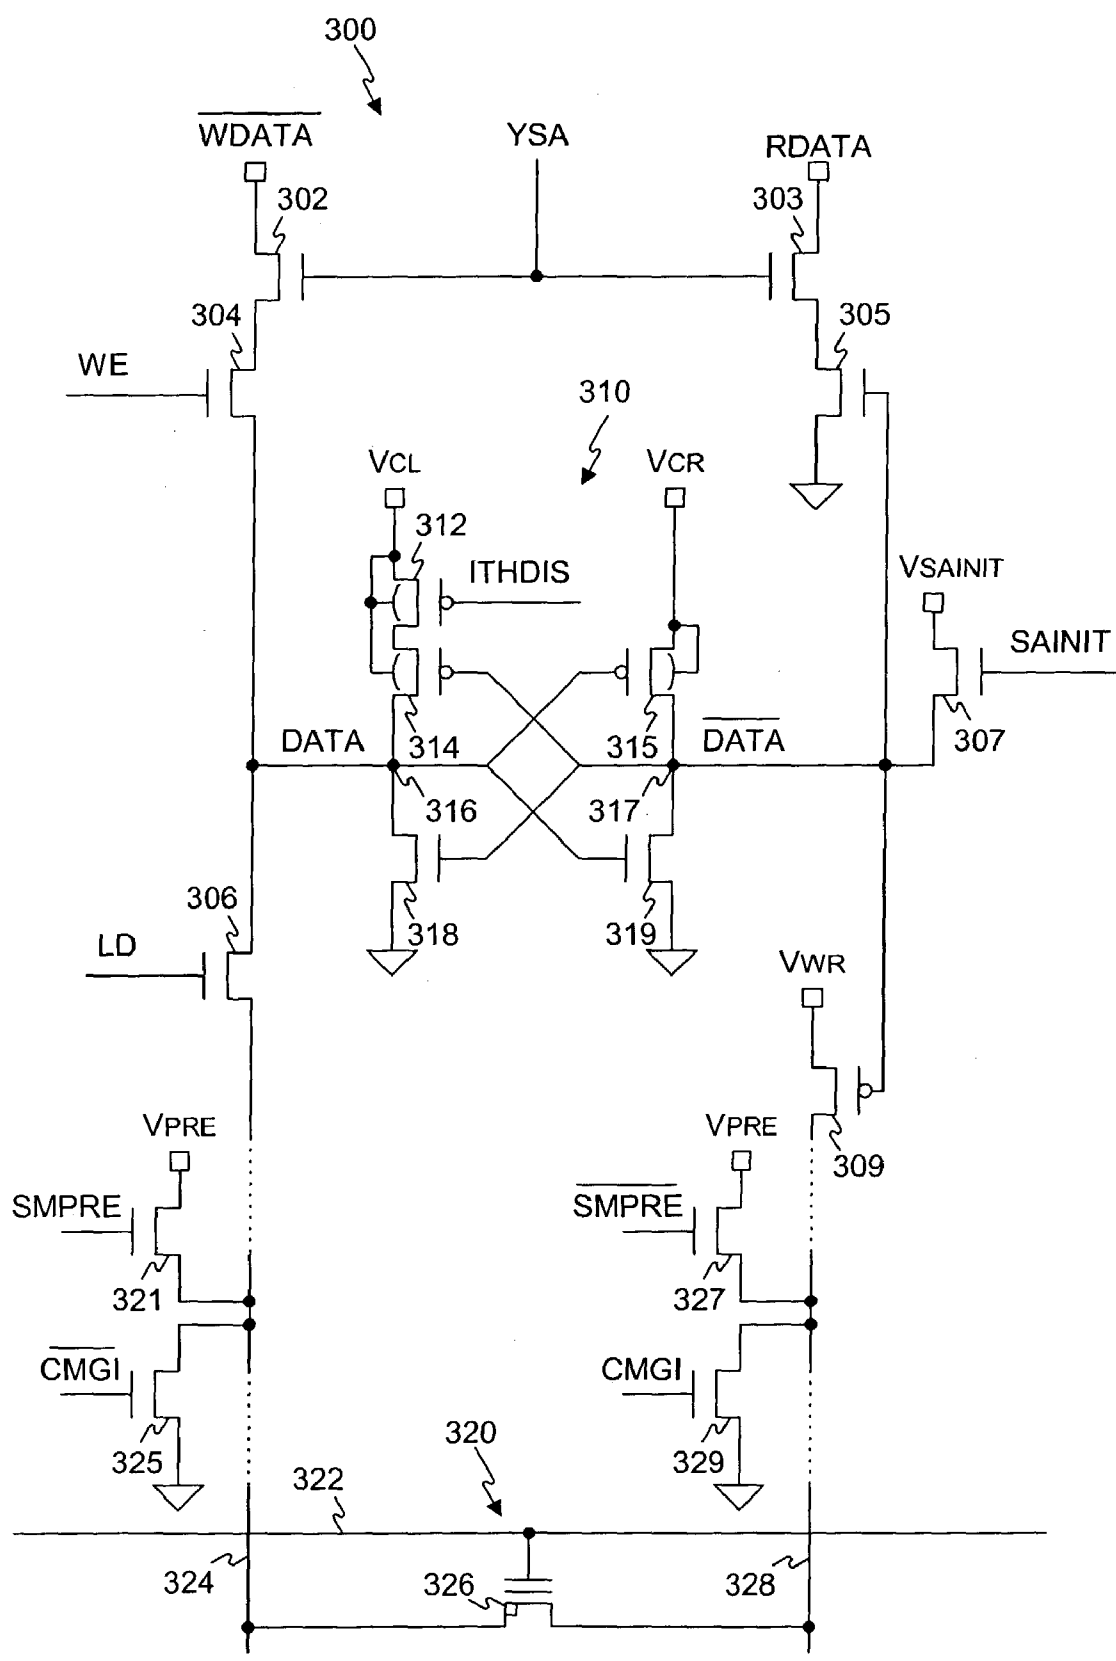 300
WDATA
YSA
RDATA
302
303
304
305
WE
310
VCL
VCR
312
ITHDIS
VSAINIT
SAINIT
DATA
314
315
DATA
307
316
317
306
318
319
LD
VWR
VPRE
VPRE
309
SMPRE
SMPRE
321
327
CMGI
CMGI
325
329
320
322
324
326
328